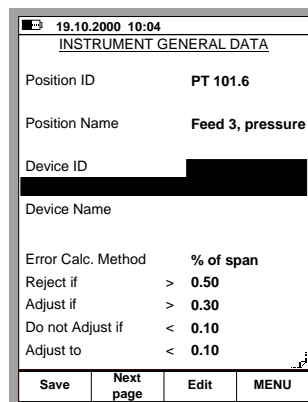 19.10.2000 10:04
INSTRUMENT GENERAL DATA
Position ID PT 101.6
Position Name Feed 3, pressure
Device ID
Device Name
Error Calc. Method % of span
Reject if > 0.50
Adjust if > 0.30
Do not Adjust if < 0.10
Adjust to < 0.10
Save Next page Edit MENU